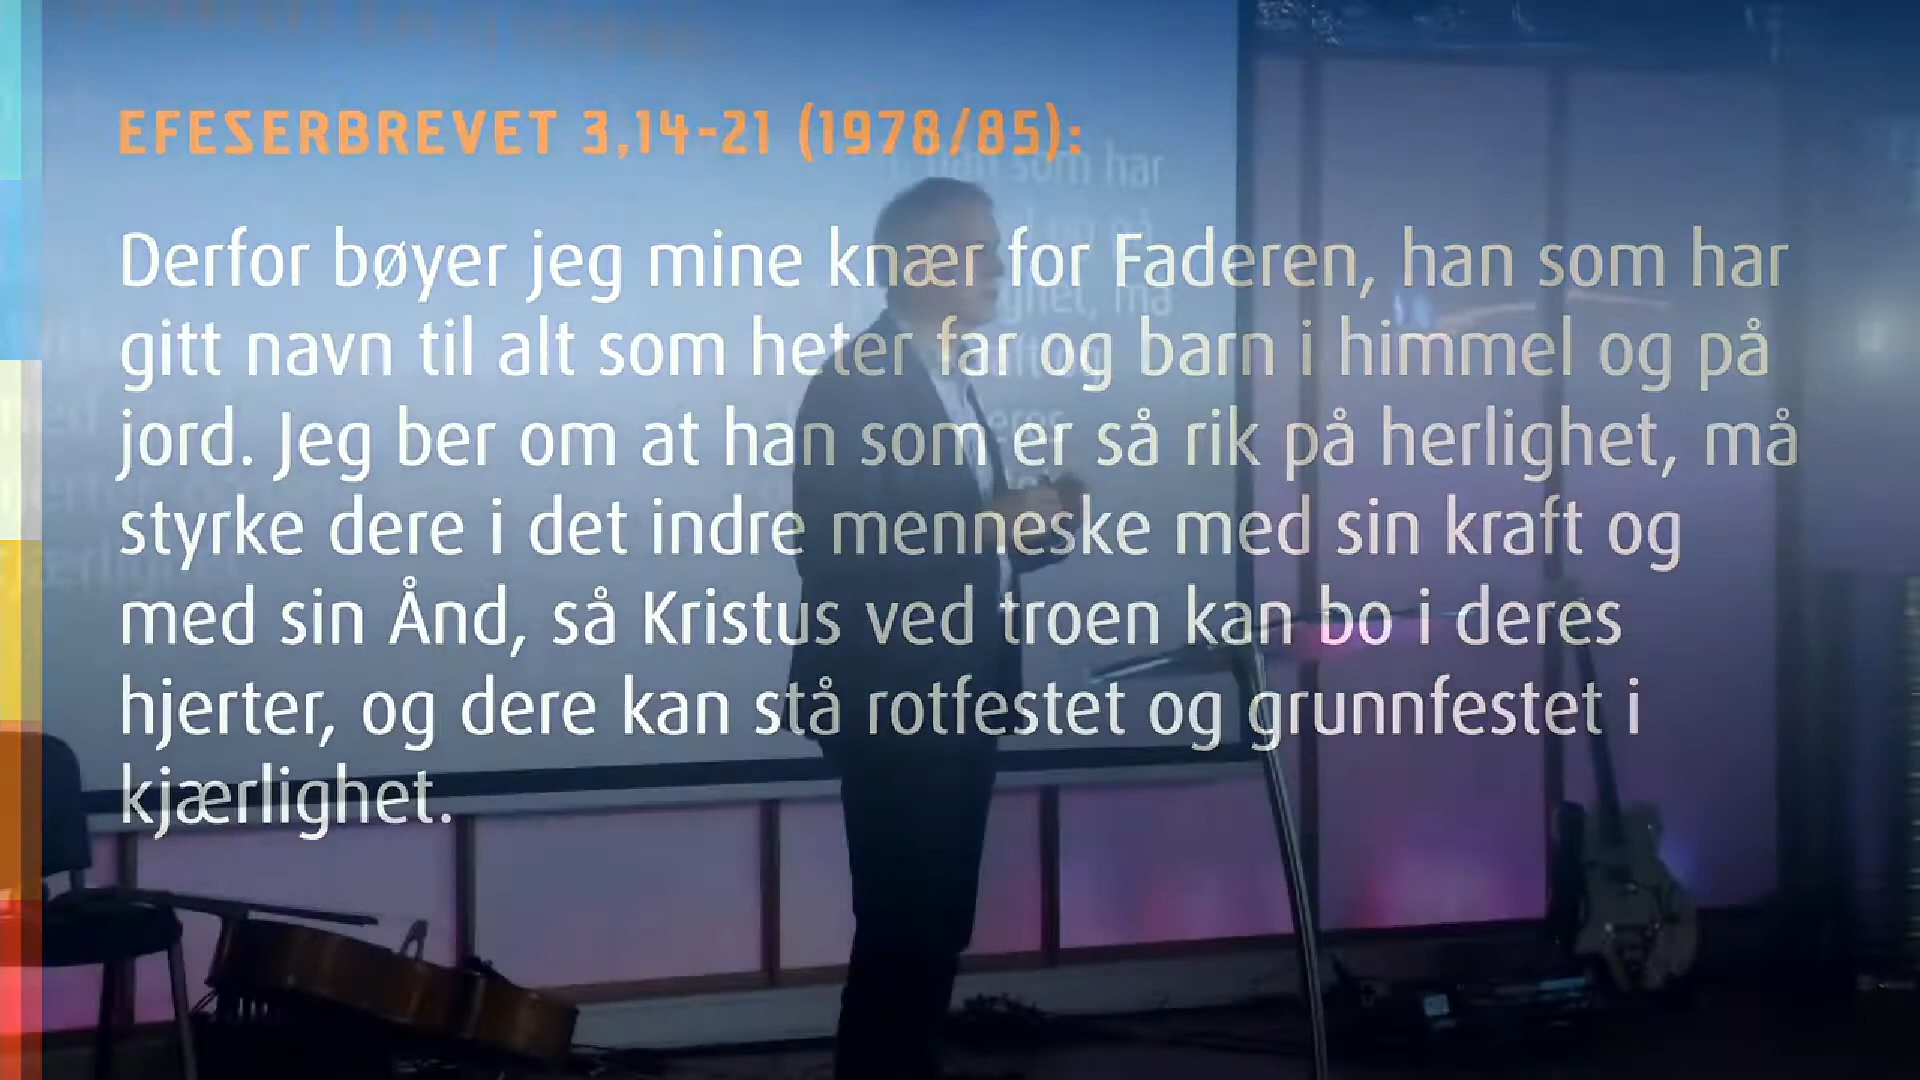 EFESERBREVET 3,14-21 (1978/85):
Derfor bøyer jeg mine knær for Faderen, han som har
gitt navn til alt som heter far og barn i himmel og på
jord. Jeg ber om at han som er så rik på herlighet, må
styrke dere i det indre menneske med sin kraft og
med sin Ånd, så Kristus ved troen kan bo i deres
hjerter, og dere kan stå rotfestet og grunnfestet i
kjærlighet.